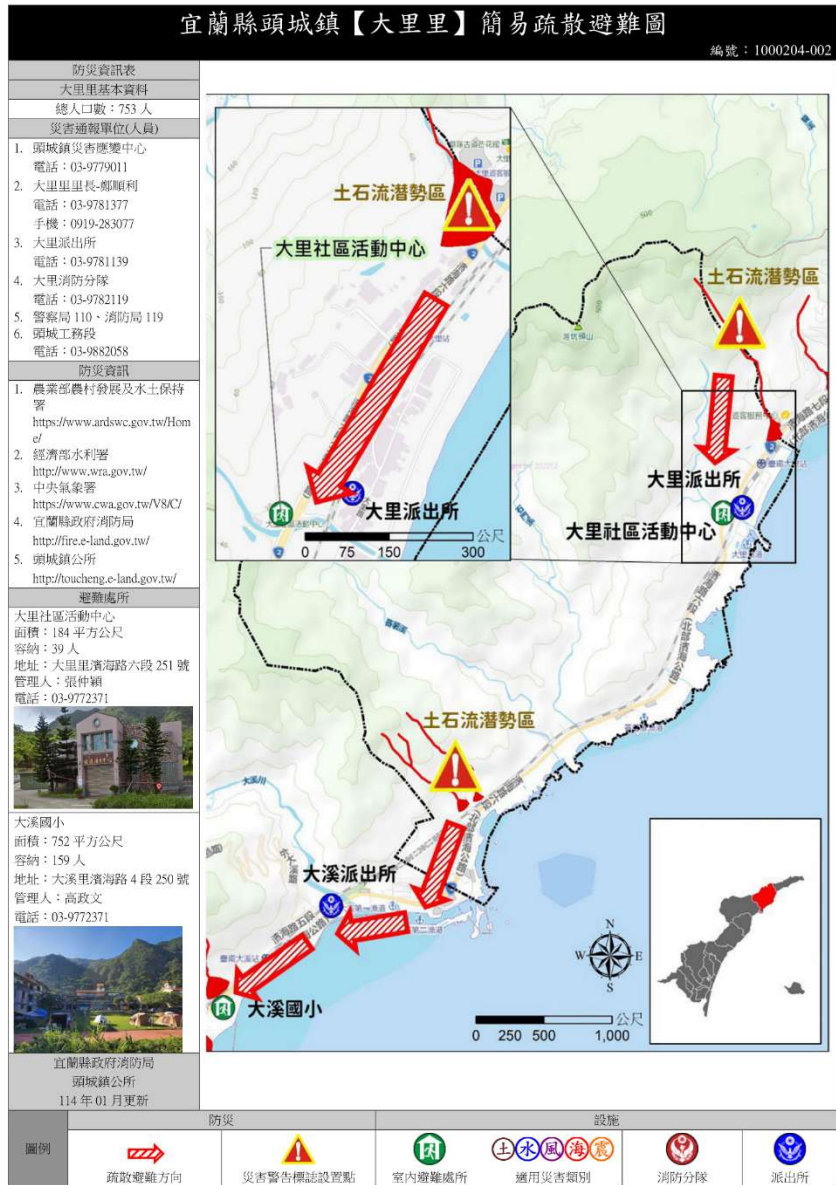 宜蘭縣頭城鎮【大里里】簡易疏散避難圖
編號：1000204-002
防災資訊表
大里里基本資料
總人口數：753 人
災害通報單位(人員)
1. 頭城鎮災害應變中心
電話：03-9779011
2. 大里里里長-鄭順利
電話：03-9781377
手機：0919-283077
3. 大里派出所
電話：03-9781139
4. 大里消防分隊
電話：03-9782119
5. 警察局 110、消防局 119
6. 頭城工務段
電話：03-9882058
防災資訊
1. 農業部農村發展及水土保持
署
https://www.ardswc.gov.tw/Hom
e/
2. 經濟部水利署
http://www.wra.gov.tw/
3. 中央氣象署
https://www.cwa.gov.tw/V8/C/
4. 宜蘭縣政府消防局
http://fire.e-land.gov.tw/
5. 頭城鎮公所
http://toucheng.e-land.gov.tw/
避難處所
大里社區活動中心
面積：184 平方公尺
容納：39 人
地址：大里里濱海路六段 251 號
管理人：張仲穎
電話：03-9772371
大溪國小
面積：752 平方公尺
容納：159 人
地址：大溪里濱海路 4 段 250 號
管理人：高政文
電話：03-9772371
宜蘭縣政府消防局
頭城鎮公所
114 年 01 月更新
土石流潛勢區
大里社區活動中心
大里派出所
公尺
0 75 150 300
土石流潛勢區
大里派出所
大里社區活動中心
土石流潛勢區
大溪川
大溪派出所
第二漁港
臺鐵大溪站
大溪國小
N
W E
S
公尺
0 250 500 1,000
圖例
防災
設施
疏散避難方向
災害警告標誌設置點
室內避難處所
土水風海震
適用災害類別
消防分隊
派出所